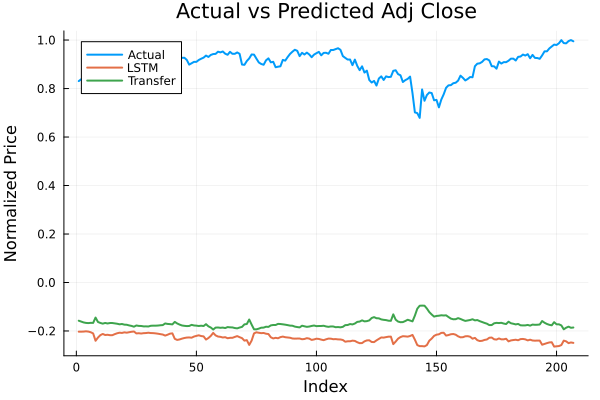 Actual vs Predicted Adj Close
Normalized Price
1.0
0.8
0.6
0.4
0.2
0.0
−0.2
Actual
LSTM
Transfer
0
50
100
150
200
Index